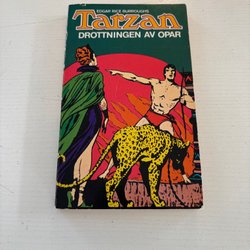 EDGAR RICE BURROUGHS
Tarzan
DROTTNINGEN AV OPAR